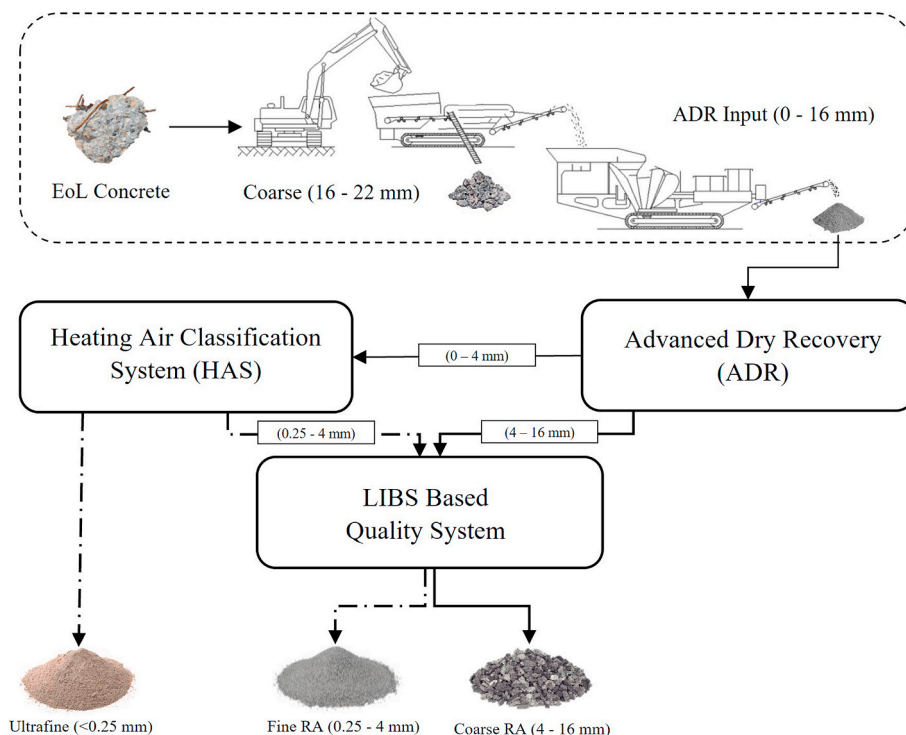 ADR Input (0 - 16 mm)
EoL Concrete
Coarse (16 - 22 mm)
Heating Air Classification
System (HAS)
(0 – 4 mm)
Advanced Dry Recovery
(ADR)
(0.25 - 4 mm)
(4 – 16 mm)
LIBS Based
Quality System
Ultrafine (<0.25 mm)
Fine RA (0.25 - 4 mm)
Coarse RA (4 - 16 mm)